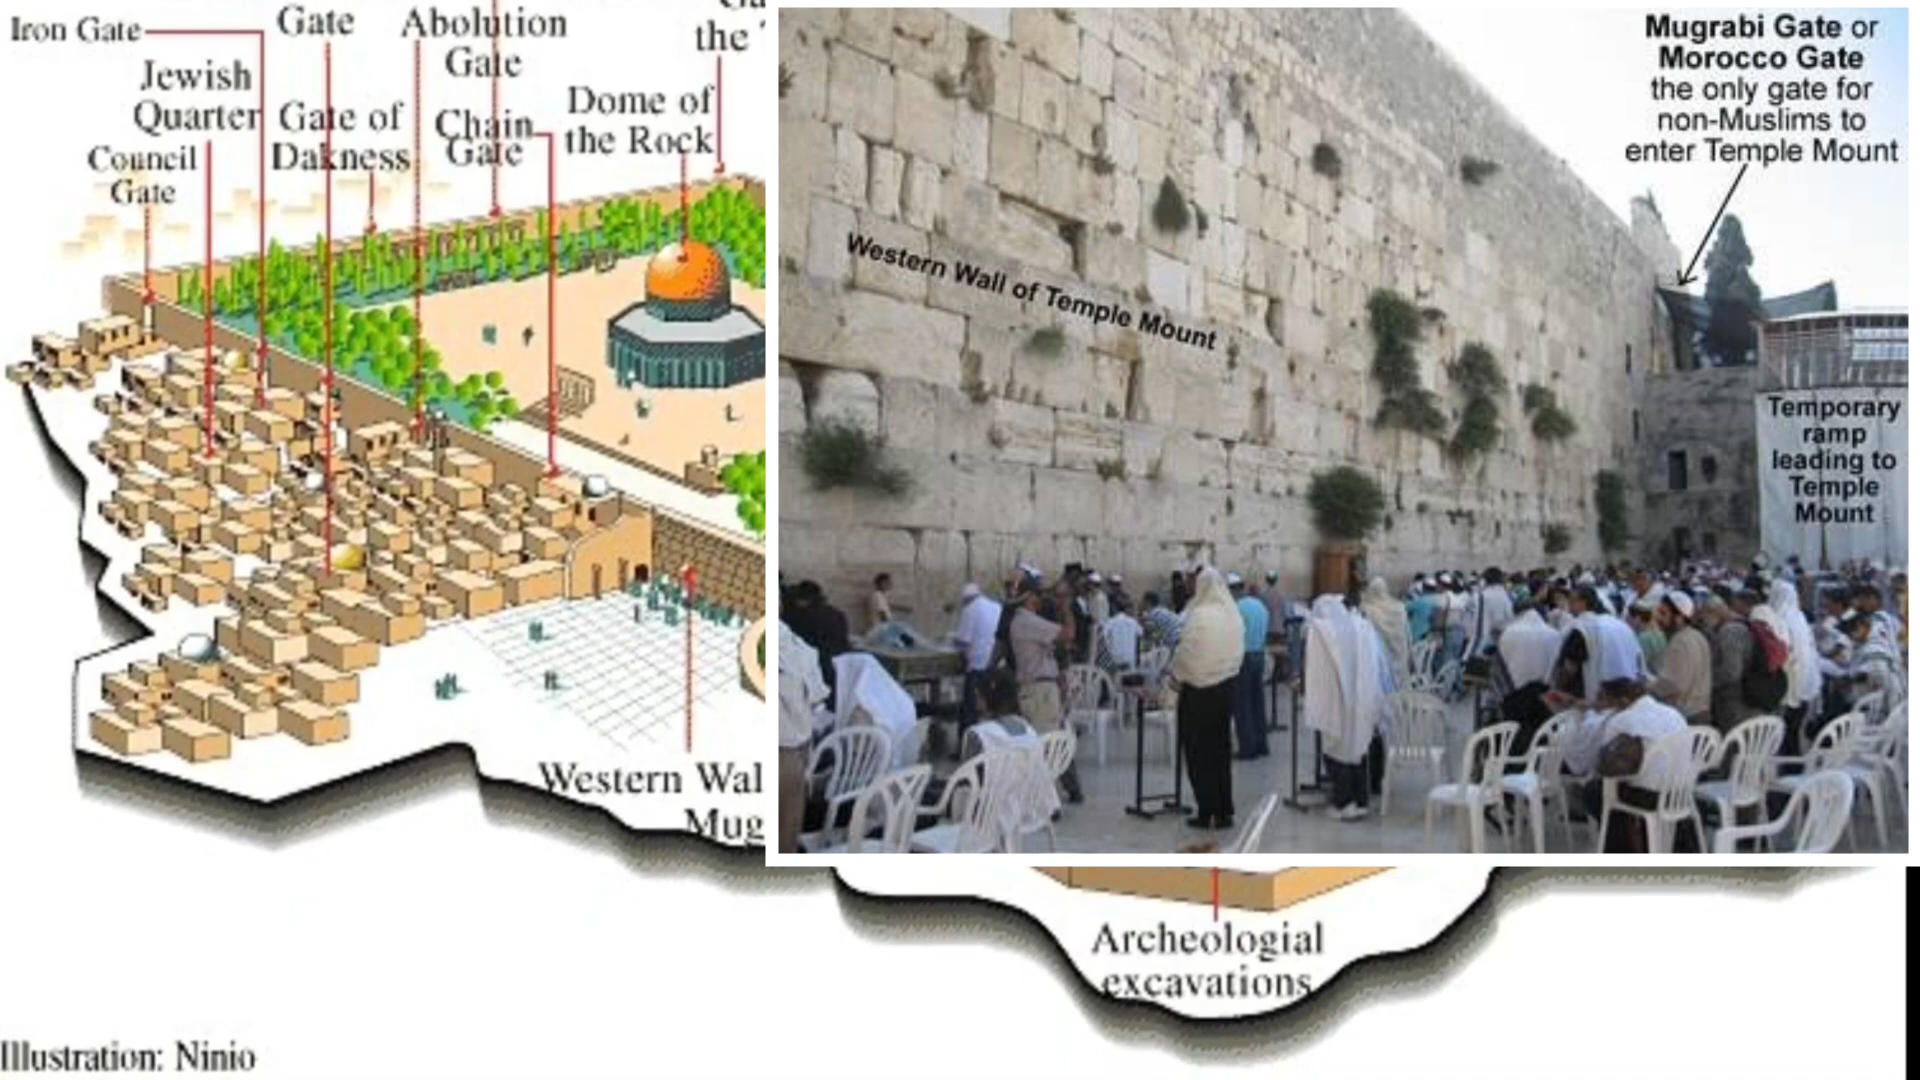 Iron Gate
Gate
Abolution
Gate
the
Jewish
Quarter
Gate of
Dakness
Chain
Gate
Dome of
the Rock
Council
Gate
Western Wal
Mug
Archeologial
excavations
Illustration: Ninio
Mugrabi Gate or
Morocco Gate
the only gate for
non-Muslims to
enter Temple Mount
Western Wall of Temple Mount
Temporary
ramp
leading to
Temple
Mount